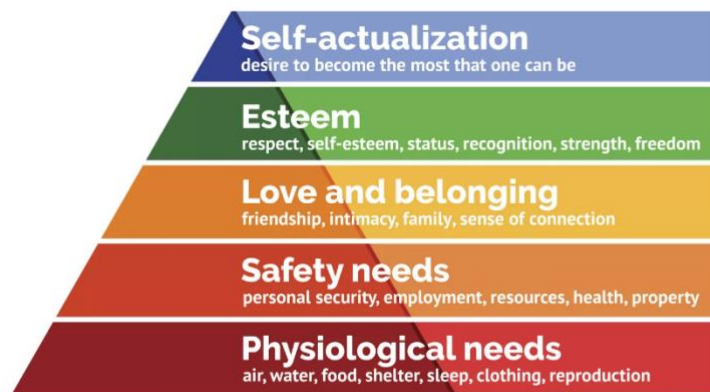 Self-actualization
desire to become the most that one can be
Esteem
respect, self-esteem, status, recognition, strength, freedom
Love and belonging
friendship, intimacy, family, sense of connection
Safety needs
personal security, employment, resources, health, property
Physiological needs
air, water, food, shelter, sleep, clothing, reproduction